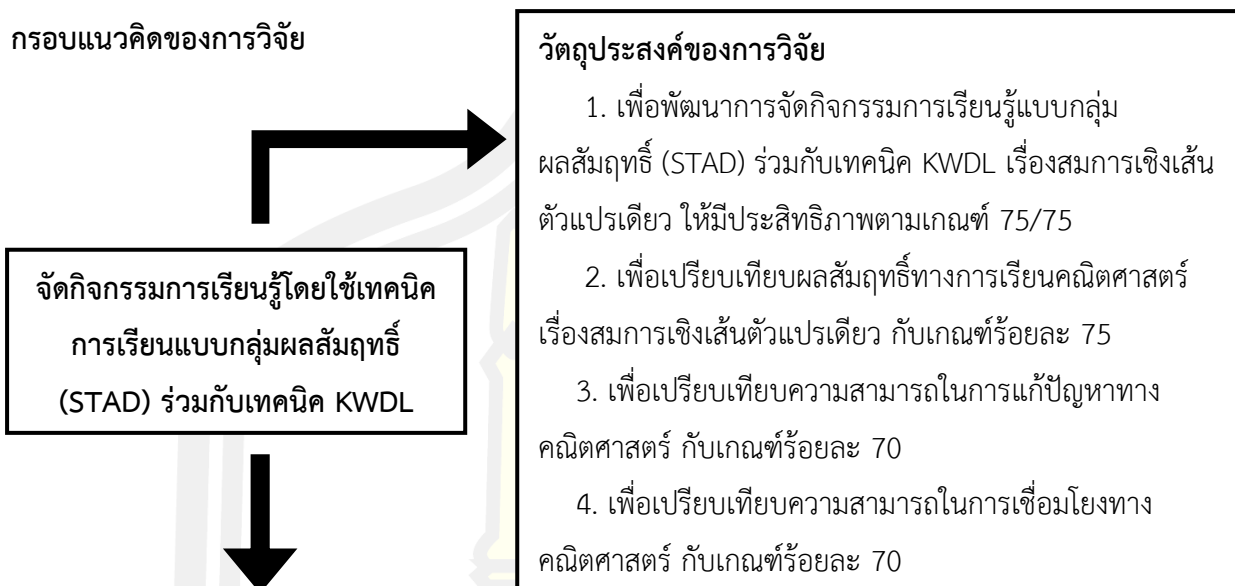 กรอบแนวคิดของการวิจัย
จัดกิจกรรมการเรียนรู้โดยใช้เทคนิค
การเรียนแบบกลุ่มผลสัมฤทธิ์
(STAD) ร่วมกับเทคนิค KWDL
วัตถุประสงค์ของการวิจัย
1. เพื่อพัฒนาการจัดกิจกรรมการเรียนรู้แบบกลุ่ม
ผลสัมฤทธิ์ (STAD) ร่วมกับเทคนิค KWDL เรื่องสมการเชิงเส้น
ตัวแปรเดียว ให้มีประสิทธิภาพตามเกณฑ์ 75/75
2. เพื่อเปรียบเทียบผลสัมฤทธิ์ทางการเรียนคณิตศาสตร์
เรื่องสมการเชิงเส้นตัวแปรเดียว กับเกณฑ์ร้อยละ 75
3. เพื่อเปรียบเทียบความสามารถในการแก้ปัญหาทาง
คณิตศาสตร์ กับเกณฑ์ร้อยละ 70
4. เพื่อเปรียบเทียบความสามารถในการเชื่อมโยงทาง
คณิตศาสตร์ กับเกณฑ์ร้อยละ 70